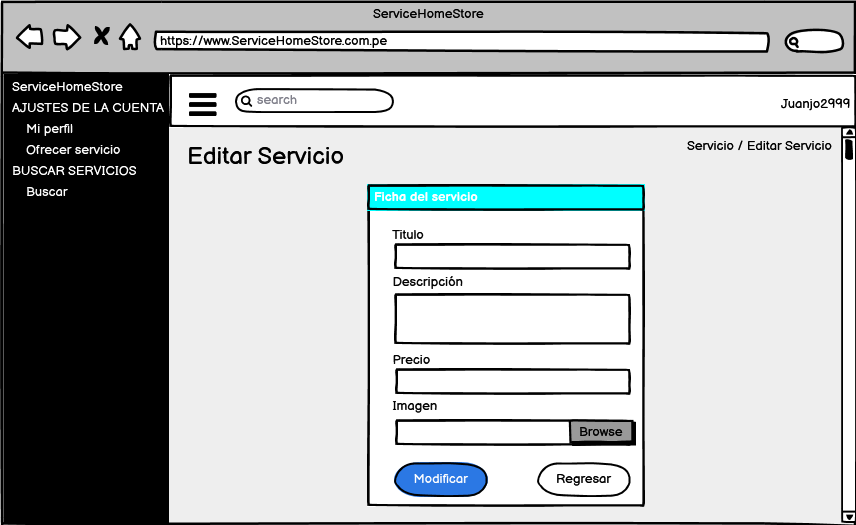 ServiceHomeStore
https://www.ServiceHomeStore.com.pe
ServiceHomeStore
AJUSTES DE LA CUENTA
Mi perfil
Ofrecer servicio
BUSCAR SERVICIOS
Buscar
search
Juanjo2999
Editar Servicio
Servicio / Editar Servicio
Ficha del servicio
Titulo
Descripción
Precio
Imagen
Browse
Modificar
Regresar